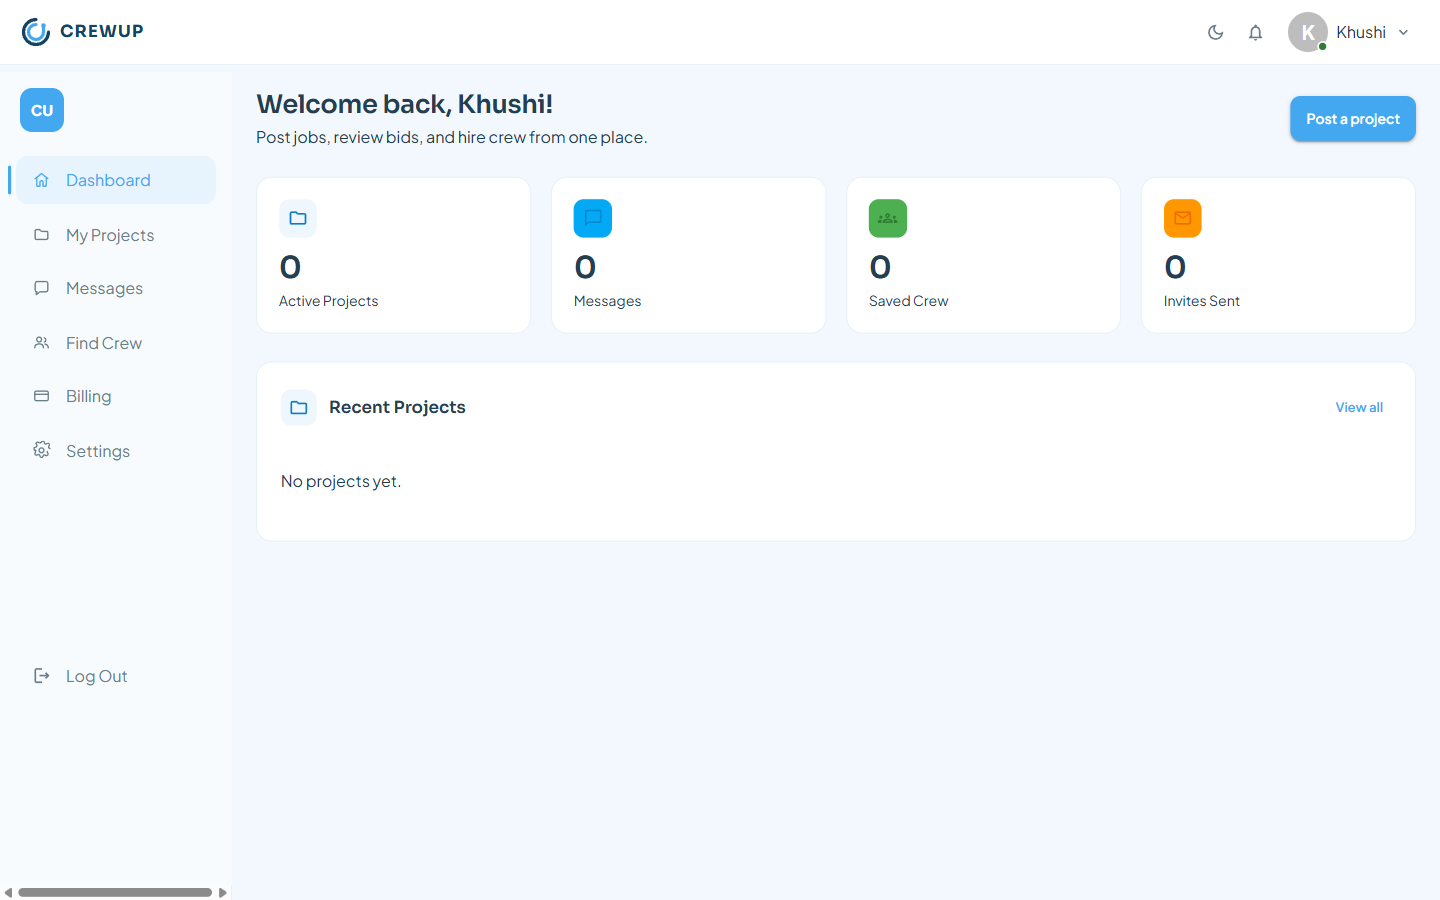 CREWUP
K
Khushi
CU
Dashboard
My Projects
Messages
Find Crew
Billing
Settings
Log Out
Welcome back, Khushi!
Post jobs, review bids, and hire crew from one place.
Post a project
0
Active Projects
0
Messages
0
Saved Crew
0
Invites Sent
Recent Projects
View all
No projects yet.